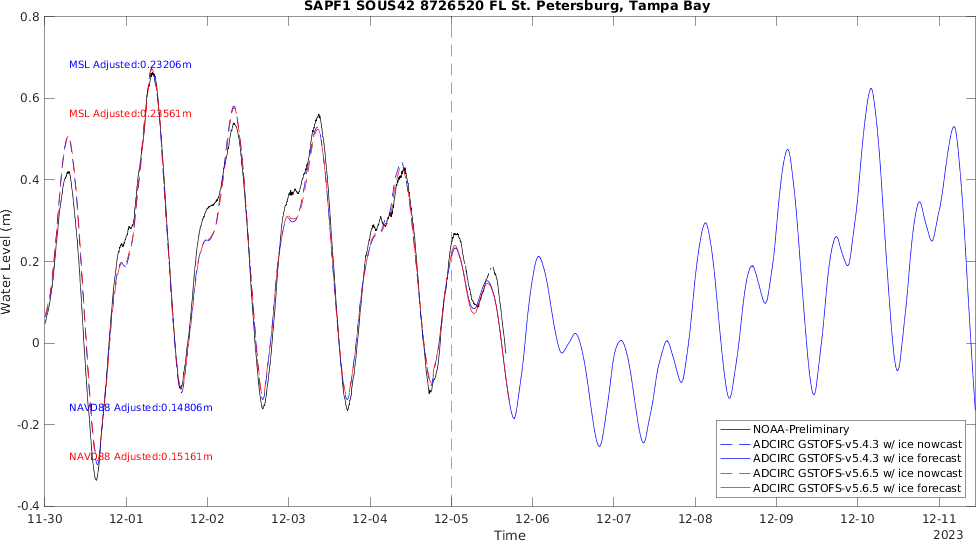 SAPF1 SOUS42 8726520 FL St. Petersburg, Tampa Bay
0.8
0.6
0.4
0.2
0
-0.2
-0.4
Water Level (m)
MSL Adjusted:0.23206m
MSL Adjusted:0.23561m
NAVD88 Adjusted:0.14806m
NAVD88 Adjusted:0.15161m
NOAA-Preliminary
ADCIRC GSTOFS-v5.4.3 w/ ice nowcast
ADCIRC GSTOFS-v5.4.3 w/ ice forecast
ADCIRC GSTOFS-v5.6.5 w/ ice nowcast
ADCIRC GSTOFS-v5.6.5 w/ ice forecast
11-30 12-01 12-02 12-03 12-04 12-05 12-06 12-07 12-08 12-09 12-10 12-11
Time
2023